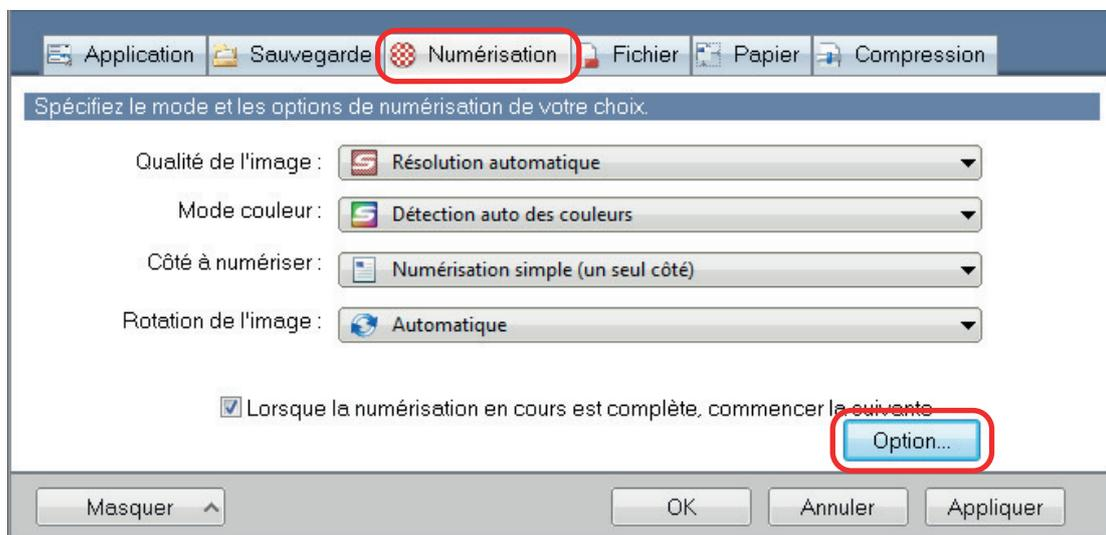 Application Sauvegarde Numérisation Fichier Papier Compression
Spécifiez le mode et les options de numérisation de votre choix.
Qualité de l'image : Résolution automatique
Mode couleur : Détection auto des couleurs
Côté à numériser : Numérisation simple (un seul côté)
Rotation de l'image : Automatique
Lorsque la numérisation en cours est complète, commencer la suivante
Option...
Masquer OK Annuler Appliquer